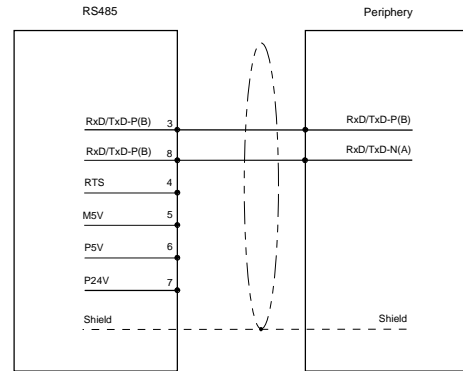 RS485 Periphery
RxD/TxD-P(B) 3 RxD/TxD-P(B)
RxD/TxD-P(B) 8 RxD/TxD-N(A)
RTS 4
M5V 5
P5V 6
P24V 7
Shield Shield